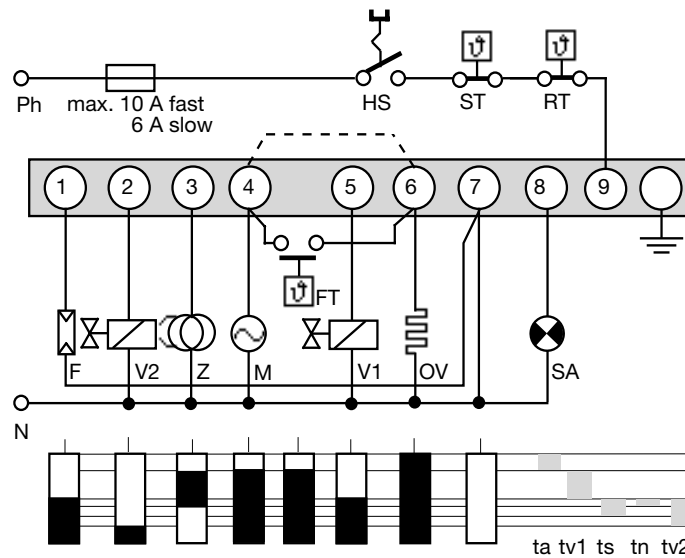 ϑ ϑ
Ph max. 10 A fast HS ST RT
6 A slow
1 2 3 4 5 6 7 8 9
ϑ FT
F V2 Z M V1 OV SA
N
ta tv1 ts tn tv2